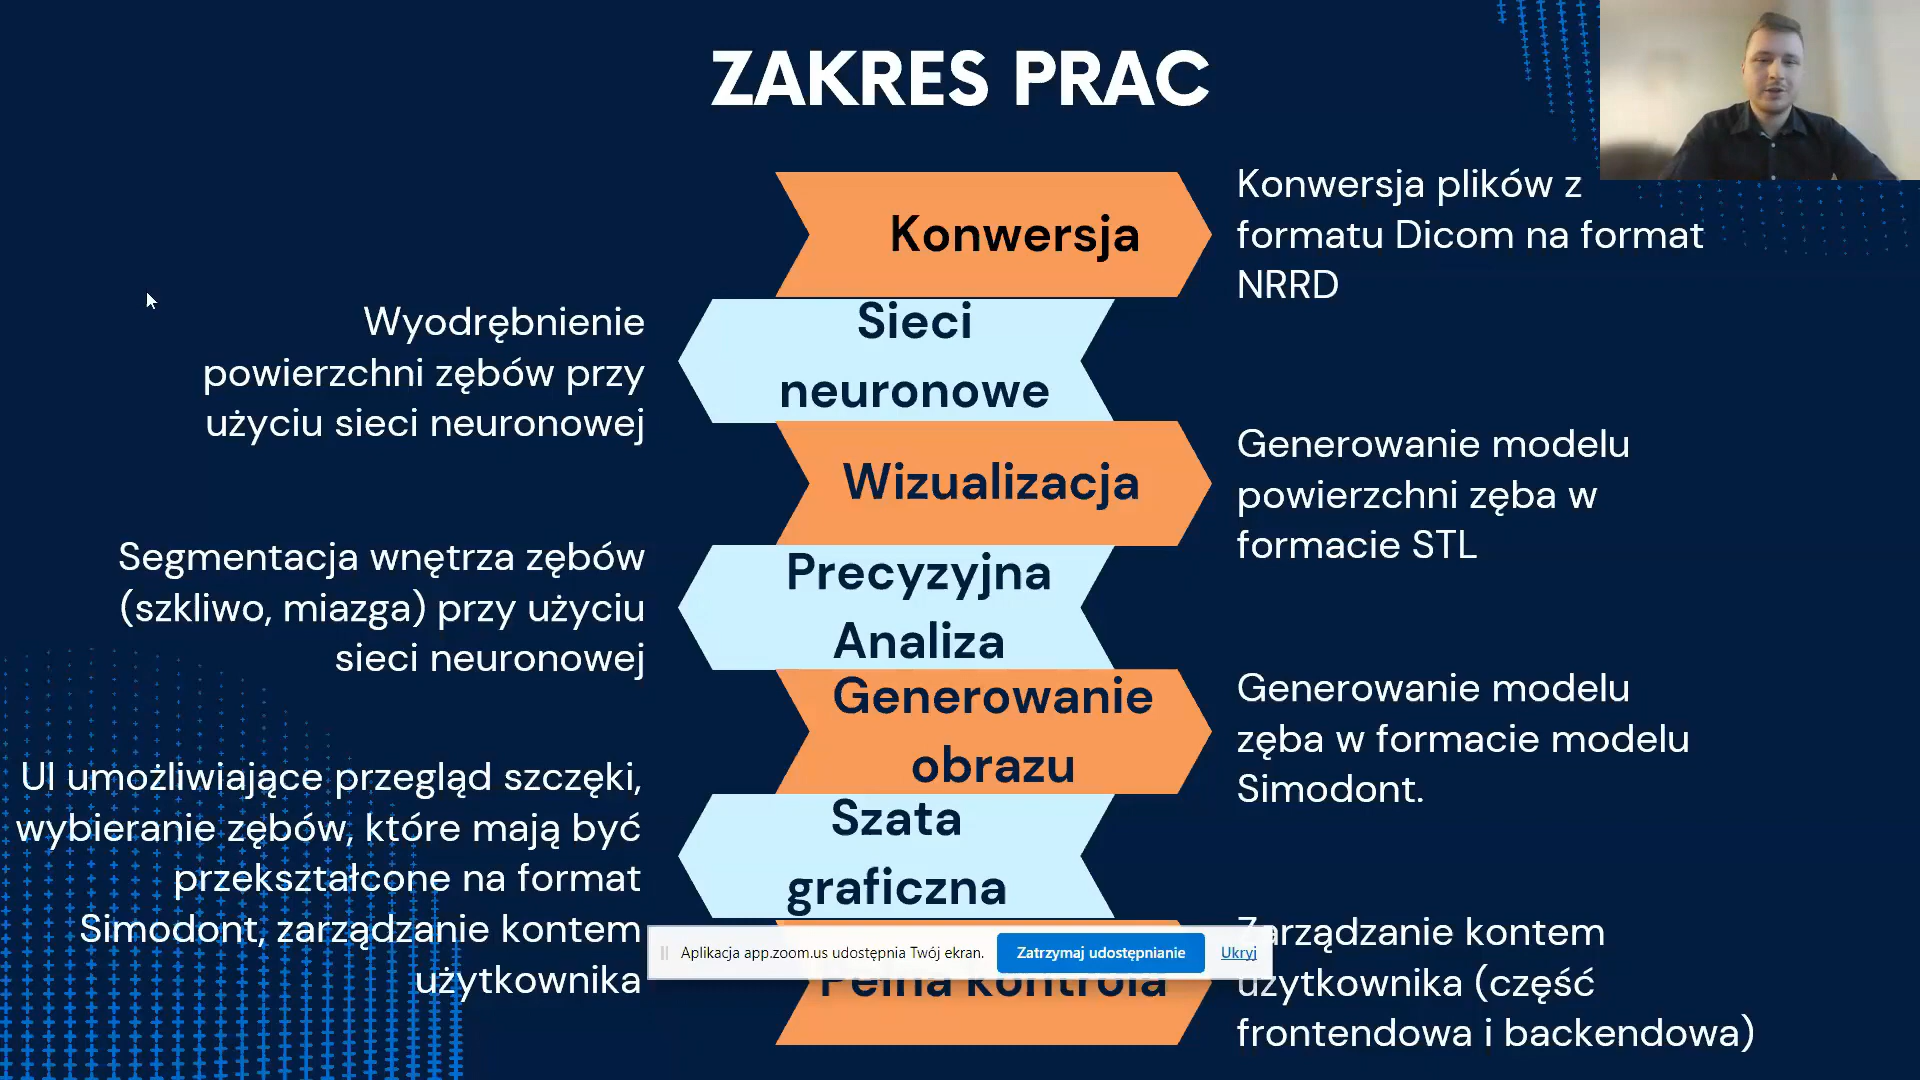 ZAKRES PRAC
Konwersja
Konwersja plików z
formatu Dicom na format
NRRD
Sieci
neuronowe
Wyodrębnienie
powierzchni zębów przy
użyciu sieci neuronowej
Wizualizacja
Generowanie modelu
powierzchni zęba w
formacie STL
Precyzyjna
Analiza
Segmentacja wnętrza zębów
(szkliwo, miazga) przy użyciu
sieci neuronowej
Generowanie
obrazu
Generowanie modelu
zęba w formacie modelu
Simodont.
Szata
graficzna
UI umożliwiające przegląd szczęki,
wybieranie zębów, które mają być
przekształcone na format
Simodont, zarządzanie kontem
użytkownika
Pełna kontrola
Zarządzanie kontem
użytkownika (część
frontendowa i backendowa)
Aplikacja app.zoom.us udostępnia Twój ekran.
Zatrzymaj udostępnianie
Ukryj